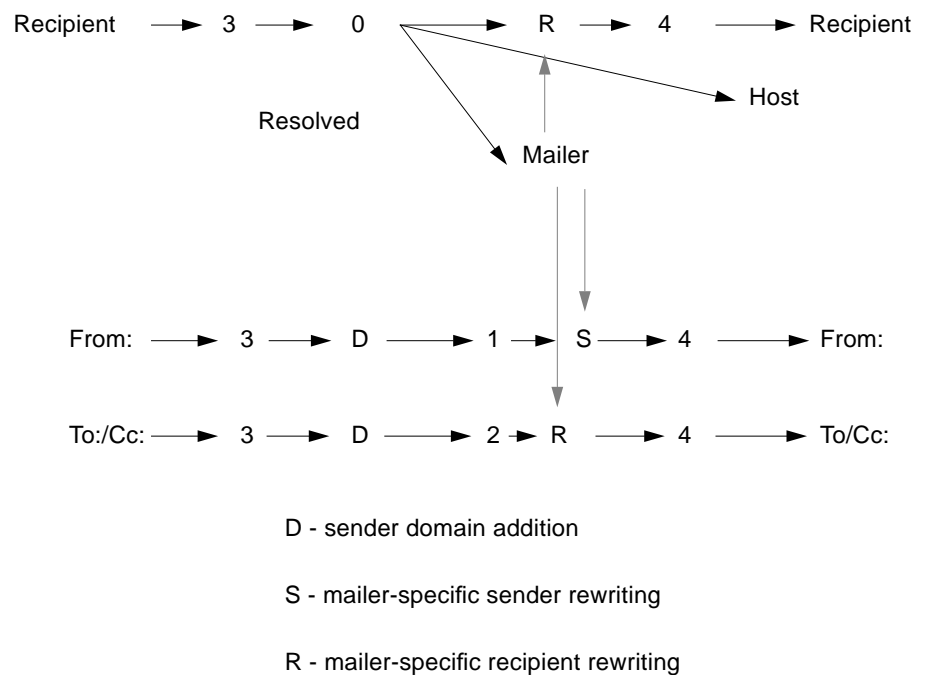 Recipient 3 0 R 4 Recipient
Host
Resolved
Mailer
From: 3 D 1 S 4 From:
To:/Cc: 3 D 2 R 4 To/Cc:
D - sender domain addition
S - mailer-specific sender rewriting
R - mailer-specific recipient rewriting